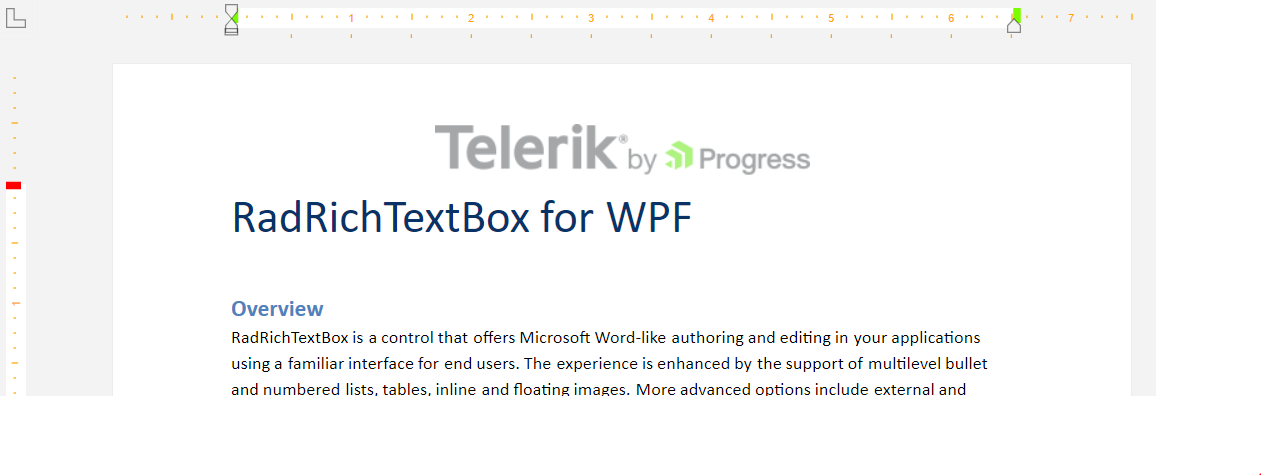 1 2 3 4 5 6 7
Telerik® by Progress
RadRichTextBox for WPF
1
Overview
RadRichTextBox is a control that offers Microsoft Word-like authoring and editing in your applications
using a familiar interface for end users. The experience is enhanced by the support of multilevel bullet
and numbered lists, tables, inline and floating images. More advanced options include external and